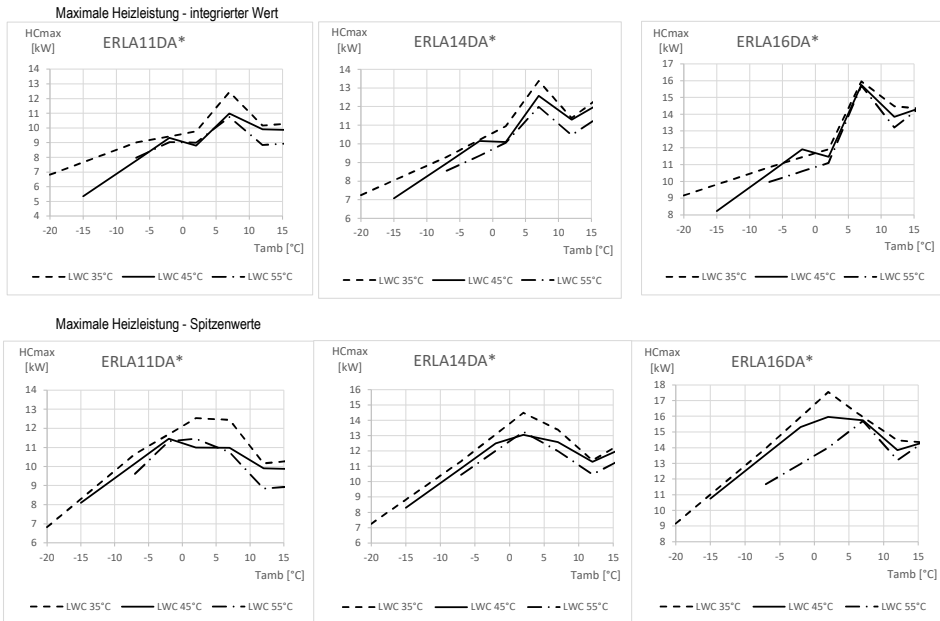 Maximale Heizleistung - integrierter Wert
HCmax
[kW]
ERLA11DA*
14
13
12
11
10
9
8
7
6
5
4
-20 -15 -10 -5 0 5 10 15
Tamb [°C]
LWC 35°C LWC 45°C LWC 55°C
HCmax
[kW]
ERLA14DA*
14
13
12
11
10
9
8
7
6
-20 -15 -10 -5 0 5 10 15
Tamb [°C]
LWC 35°C LWC 45°C LWC 55°C
HCmax
[kW]
ERLA16DA*
17
16
15
14
13
12
11
10
9
8
-20 -15 -10 -5 0 5 10 15
Tamb [°C]
LWC 35°C LWC 45°C LWC 55°C
Maximale Heizleistung - Spitzenwerte
HCmax
[kW]
ERLA11DA*
14
13
12
11
10
9
8
7
6
-20 -15 -10 -5 0 5 10 15
Tamb [°C]
LWC 35°C LWC 45°C LWC 55°C
HCmax
[kW]
ERLA14DA*
16
15
14
13
12
11
10
9
8
7
6
-20 -15 -10 -5 0 5 10 15
Tamb [°C]
LWC 35°C LWC 45°C LWC 55°C
HCmax
[kW]
ERLA16DA*
18
17
16
15
14
13
12
11
10
9
8
-20 -15 -10 -5 0 5 10 15
Tamb [°C]
LWC 35°C LWC 45°C LWC 55°C